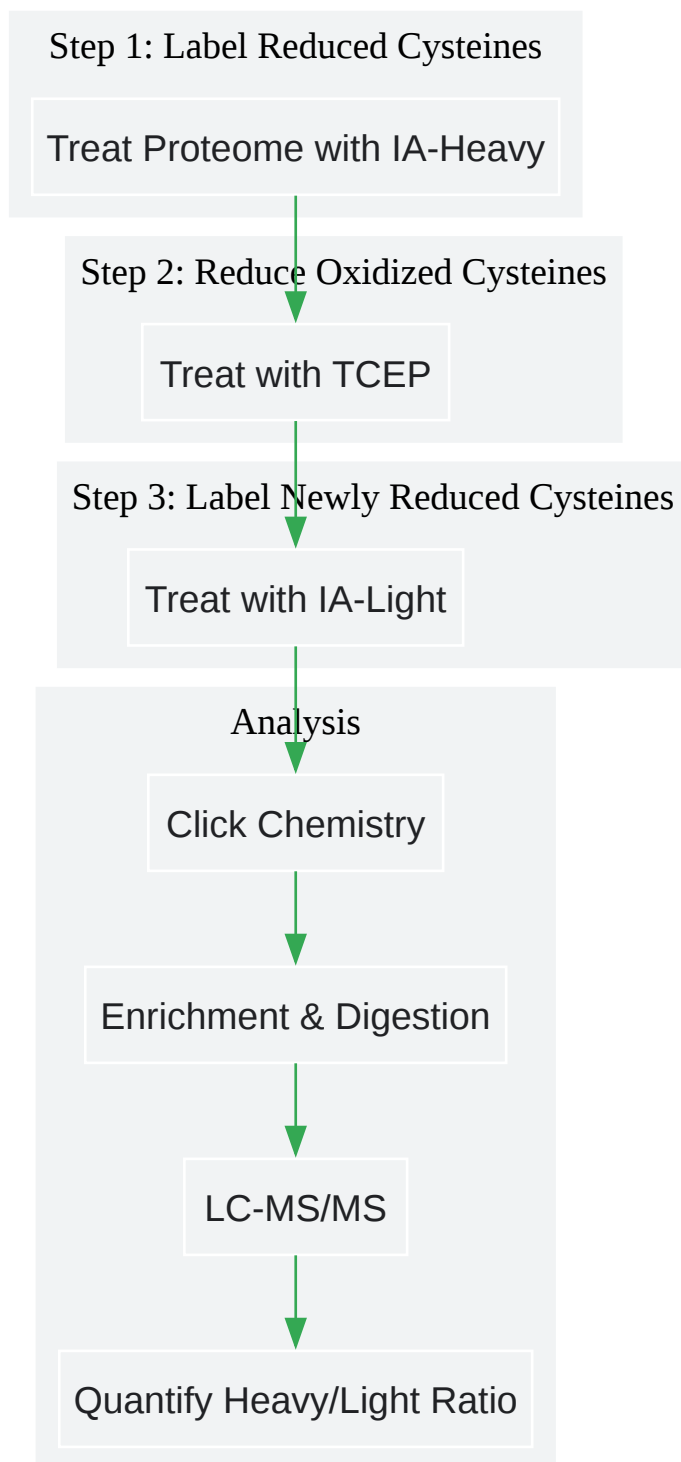 Step 1: Label Reduced Cysteines
Treat Proteome with IA-Heavy
Step 2: Reduce Oxidized Cysteines
Treat with TCEP
Step 3: Label Newly Reduced Cysteines
Treat with IA-Light
Analysis
Click Chemistry
Enrichment & Digestion
LC-MS/MS
Quantify Heavy/Light Ratio